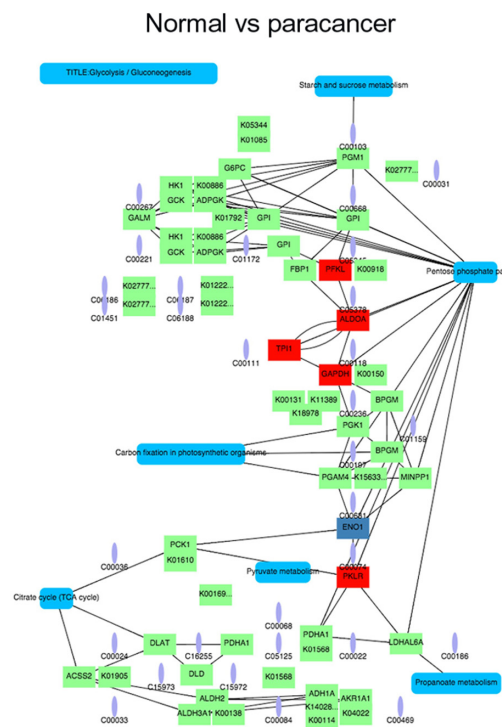 Normal vs paracancer
TITLE:Glycolysis / Gluconeogenesis
Starch and sucrose metabolism
K05344
K01085
C00103
PGM1
G6PC
K02777...
C00031
HK1
K00886
GCK
ADPGK
C00267
C00668
GALM
K01792
GPI
GPI
HK1
K00886
GCK
ADPGK
C00221
C01172
GPI
FBP1
PFKL
K00918
Pentose phosphate pa
K02777...
K02777...
C06186
C01451
C06187
C06188
K01222...
K01222...
C05378
ALDOA
TPI1
C00111
C00118
GAPDH
K00150
K00131
K11389
K18978
BPGM
C00236
PGK1
C01159
Carbon fixation in photosynthetic organisms
BPGM
C00197
PGAM4
K15633...
MINPP1
C00631
ENO1
PCK1
K01610
C00036
C00074
Pyruvate metabolism
PKLR
Citrate cycle (TCA cycle)
K00169...
C00068
PDHA1
K01568
LDHAL6A
C00022
C00186
DLAT
PDHA1
C00024
C16255
C05125
ACSS2
K01905
DLD
K01568
Propanoate metabolism
C15973
C15972
ALDH2
ADH1A
AKR1A1
K14028...
K04022
ALDH3A1
K00138
K00114
C00033
C00084
C00469